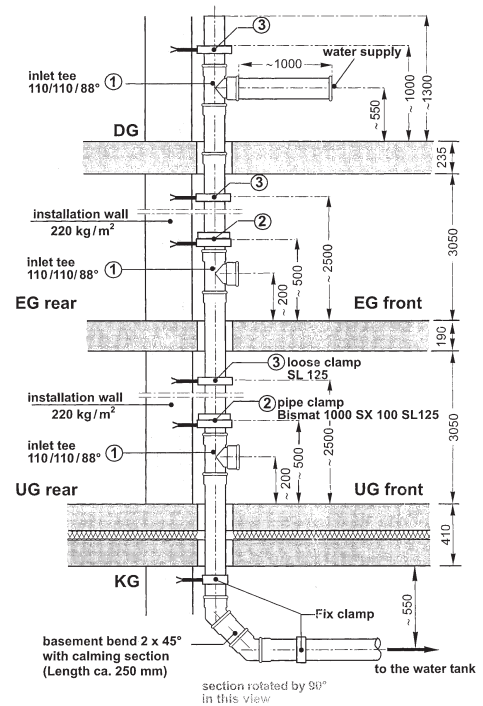 3
water supply
~1000
inlet tee 1
110/110/88°
~550
~1000
~1300
DG
235
3
installation wall
220 kg/m²
2
inlet tee 1
110/110/88°
~200
~500
~2500
3050
EG rear
EG front
190
3 loose clamp
SL 125
installation wall
220 kg/m²
2 pipe clamp
Bismat 1000 SX 100 SL125
inlet tee 1
110/110/88°
~200
~500
~2500
3050
UG rear
UG front
410
KG
Fix clamp
~550
basement bend 2 x 45°
with calming section
(Length ca. 250 mm)
to the water tank
section rotated by 90°
in this view